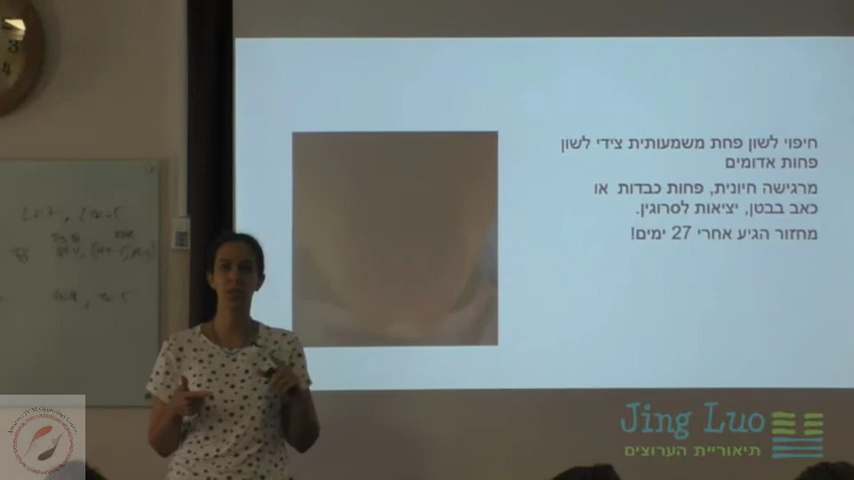 חיפוי לשון פחת משמעותית צידי לשון
פחות אדומים
מרגישה חיונית, פחות כבדות או
כאב בבטן, יציאות לסרוגין.
מחזור הגיע אחרי 27 ימים!
Jing Luo
תיאוריית הערוצים